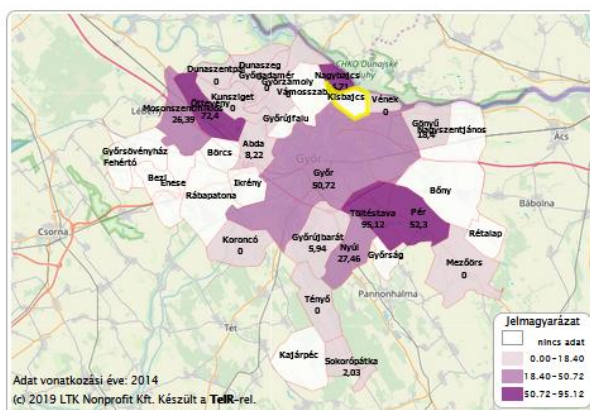 Dunaszeg
Dunaszentpál
0
Győrladamér
0
Győrzámoly
CHKO Dunajské
luhy
Nagybajcs
Kisbajcs
Vámosszab
Vének
0
Kunsziget
0
Mosonszentmiklós
26,39
Öttevény
72,4
Lébény
Győrújfalu
Gönyű
18,4
Nagyszentjános
Ács
Abda
8,22
Börcs
Győrsövényház
Fehértó
Győr
Győr
50,72
Bezi
Enese
Ikrény
Rábapatona
Bőny
Bábolna
Töltéstava
95,12
Pér
52,3
Csorna
Koroncó
0
Győrújbarát
5,94
Nyúl
27,46
Győrság
Rétalap
Mezőörs
0
Pannonhalma
Tényő
0
Tét
Kajárpéc
Sokorópátka
2,03
Jelmagyarázat
nincs adat
0.00-18.40
18.40-50.72
50.72-95.12
Adat vonatkozási éve: 2014
(c) 2019 LTK Nonprofit Kft. Készült a TeIR-rel.